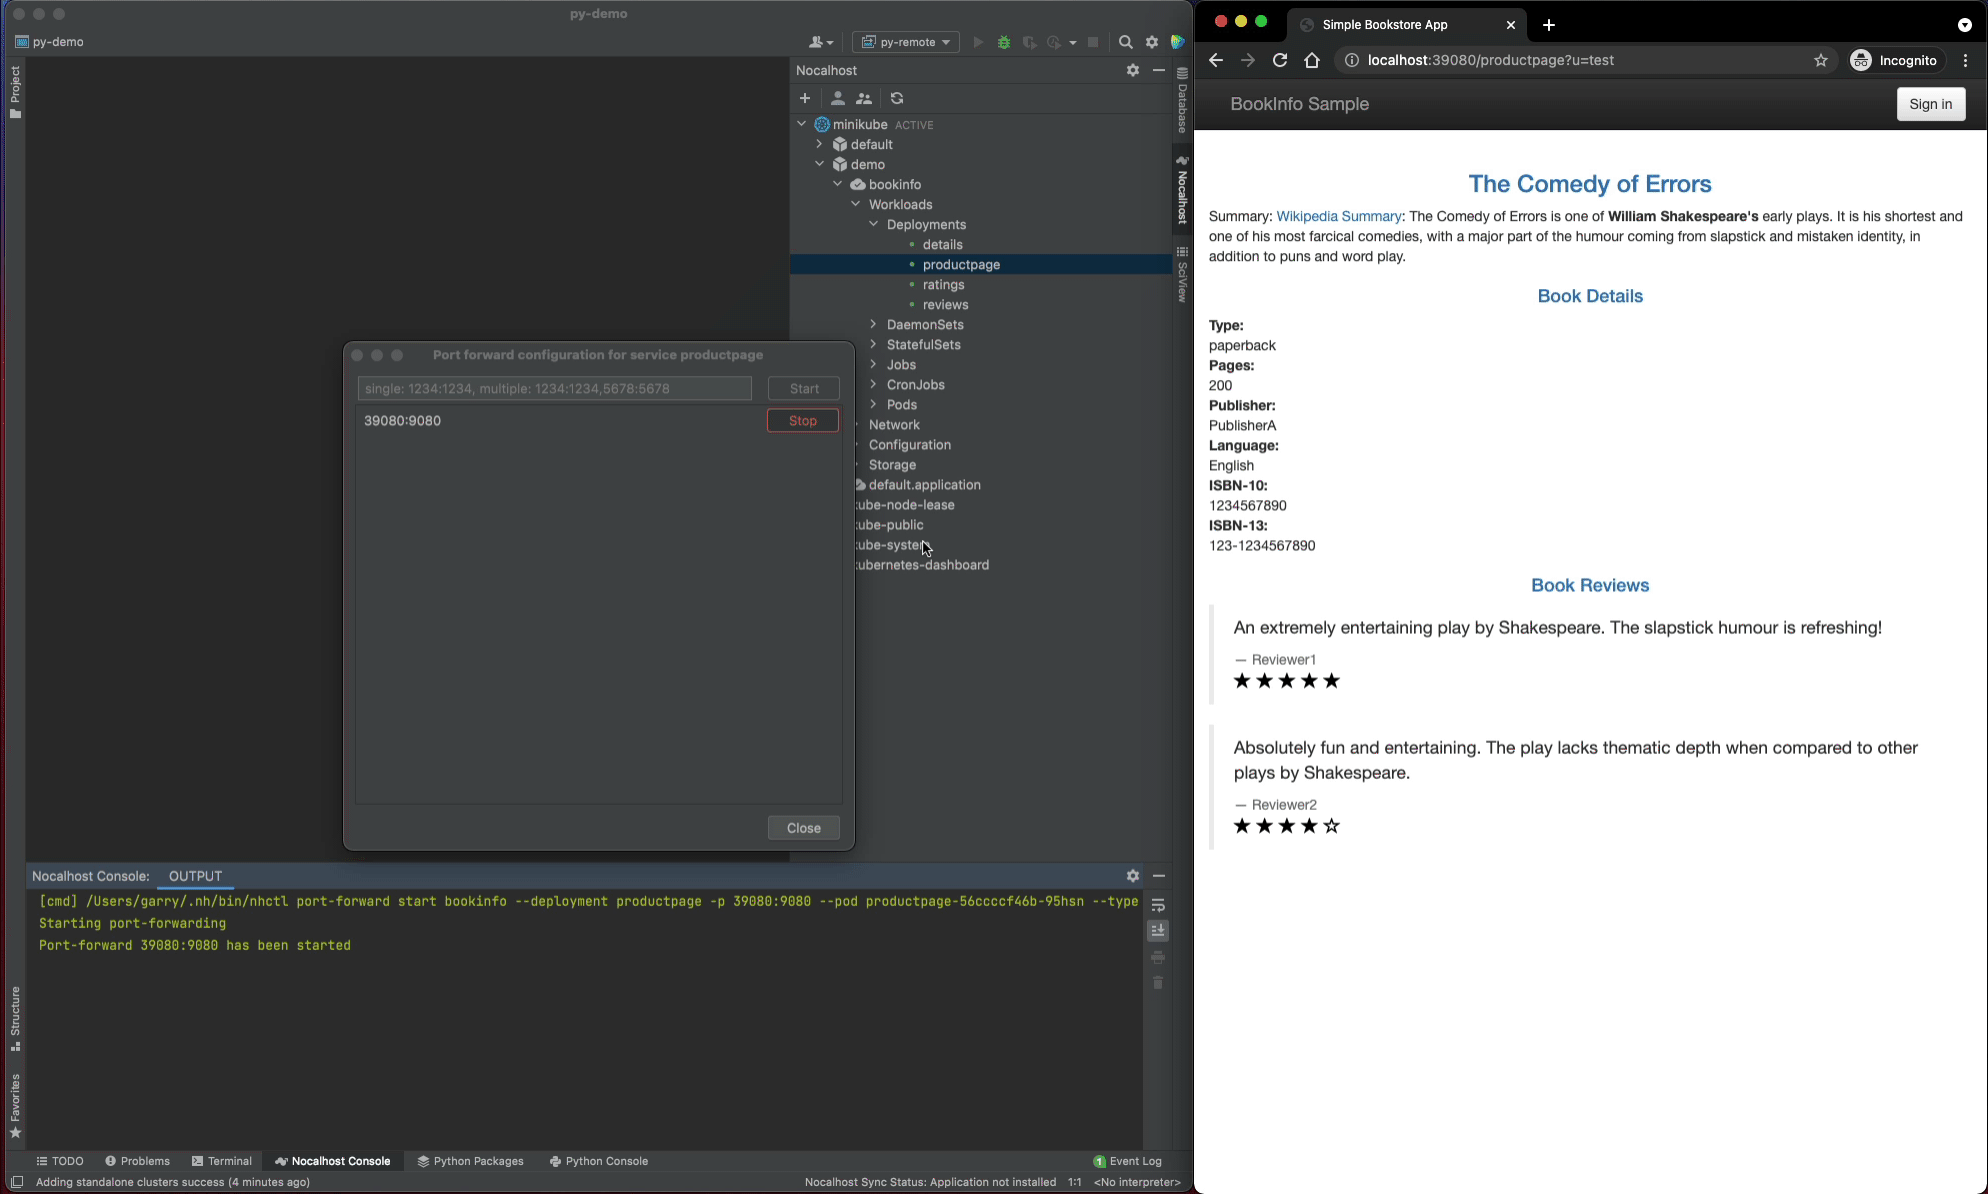 py-demo
py-demo
py-remote
Project
Nocalhost
minikube ACTIVE
default
demo
bookinfo
Workloads
Deployments
details
productpage
ratings
reviews
DaemonSets
StatefulSets
Jobs
CronJobs
Pods
Network
Configuration
Storage
default.application
ube-node-lease
ube-public
ube-system
ubernetes-dashboard
Database
Nocalhost
SciView
Port forward configuration for service productpage
single: 1234:1234, multiple: 1234:1234,5678:5678
Start
39080:9080
Stop
Close
Nocalhost Console:
OUTPUT
[cmd] /Users/garry/.nh/bin/nhctl port-forward start bookinfo --deployment productpage -p 39080:9080 --pod productpage-56ccccf46b-95hsn --type
Starting port-forwarding
Port-forward 39080:9080 has been started
Structure
Favorites
TODO
Problems
Terminal
Nocalhost Console
Python Packages
Python Console
1 Event Log
Adding standalone clusters success (4 minutes ago)
Nocalhost Sync Status: Application not installed
1:1
<No interpreter>
Simple Bookstore App
localhost:39080/productpage?u=test
Incognito
BookInfo Sample
Sign in
The Comedy of Errors
Summary: Wikipedia Summary: The Comedy of Errors is one of William Shakespeare's early plays. It is his shortest and
one of his most farcical comedies, with a major part of the humour coming from slapstick and mistaken identity, in
addition to puns and word play.
Book Details
Type:
paperback
Pages:
200
Publisher:
PublisherA
Language:
English
ISBN-10:
1234567890
ISBN-13:
123-1234567890
Book Reviews
An extremely entertaining play by Shakespeare. The slapstick humour is refreshing!
— Reviewer1
★★★★★
Absolutely fun and entertaining. The play lacks thematic depth when compared to other
plays by Shakespeare.
— Reviewer2
★★★★☆